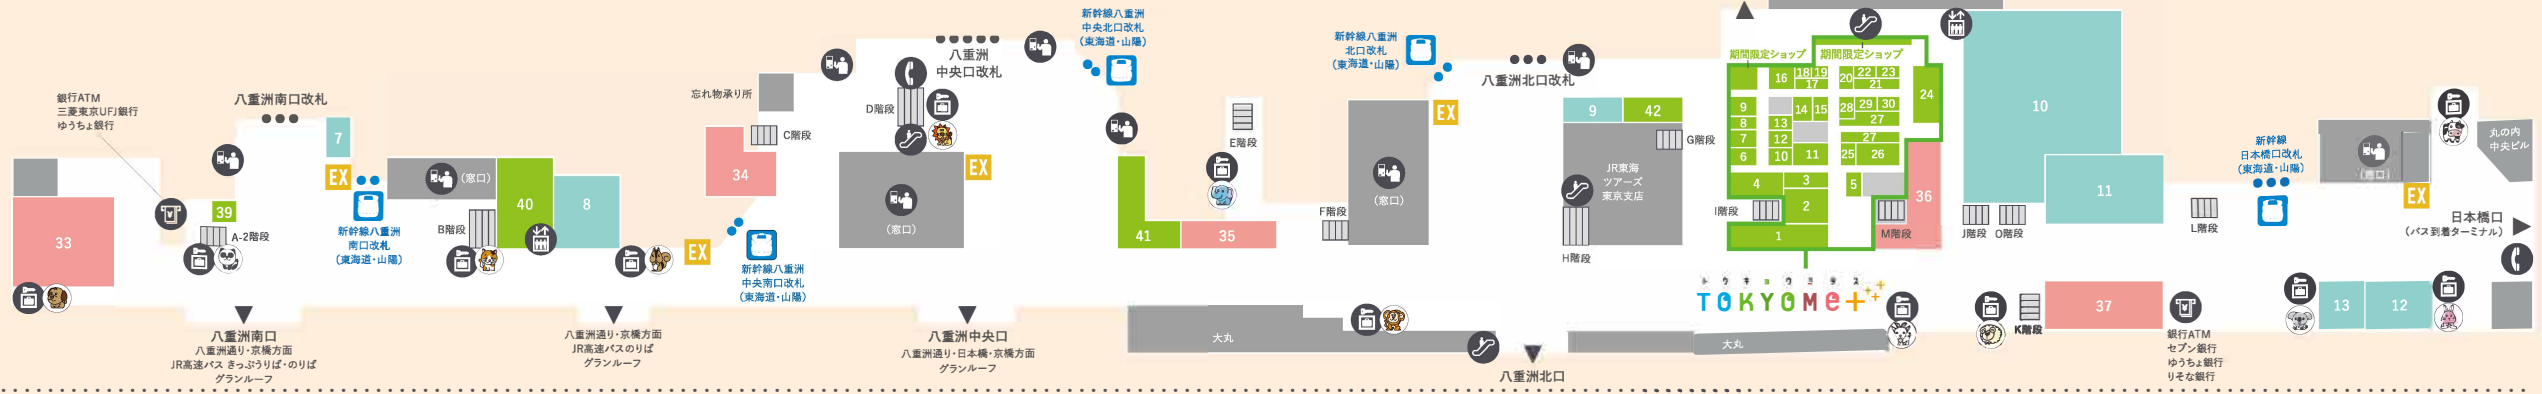 銀行ATM
三菱東京UFJ銀行
ゆうちょ銀行
八重洲南口改札
7
EX
33
39
A-2階段
新幹線八重洲
南口改札
(東海道・山陽)
(窓口)
B階段
40
8
EX
忘れ物承り所
C階段
34
新幹線八重洲
中央南口改札
(東海道・山陽)
八重洲南口
八重洲通り・京橋方面
JR高速バス きっぷうりば・のりば
グランルーフ
八重洲通り・京橋方面
JR高速バスのりば
グランルーフ
八重洲
中央口改札
D階段
EX
(窓口)
八重洲中央口
八重洲通り・日本橋・京橋方面
グランルーフ
新幹線八重洲
中央北口改札
(東海道・山陽)
E階段
41
35
F階段
(窓口)
新幹線八重洲
北口改札
(東海道・山陽)
EX
八重洲北口改札
大丸
八重洲北口
9
42
G階段
JR東海
ツアーズ
東京支店
H階段
期間限定ショップ
期間限定ショップ
16
18
19
17
20
22
23
21
24
9
14
15
28
29
30
8
13
27
7
12
27
6
10
11
25
26
4
3
5
2
I階段
1
M階段
36
トウキョウミタス
TOKYOMe+
大丸
10
11
J階段
O階段
K階段
37
銀行ATM
セブン銀行
ゆうちょ銀行
りそな銀行
L階段
新幹線
日本橋口改札
(東海道・山陽)
(窓口)
EX
丸の内
中央ビル
日本橋口
(バス到着ターミナル)
13
12